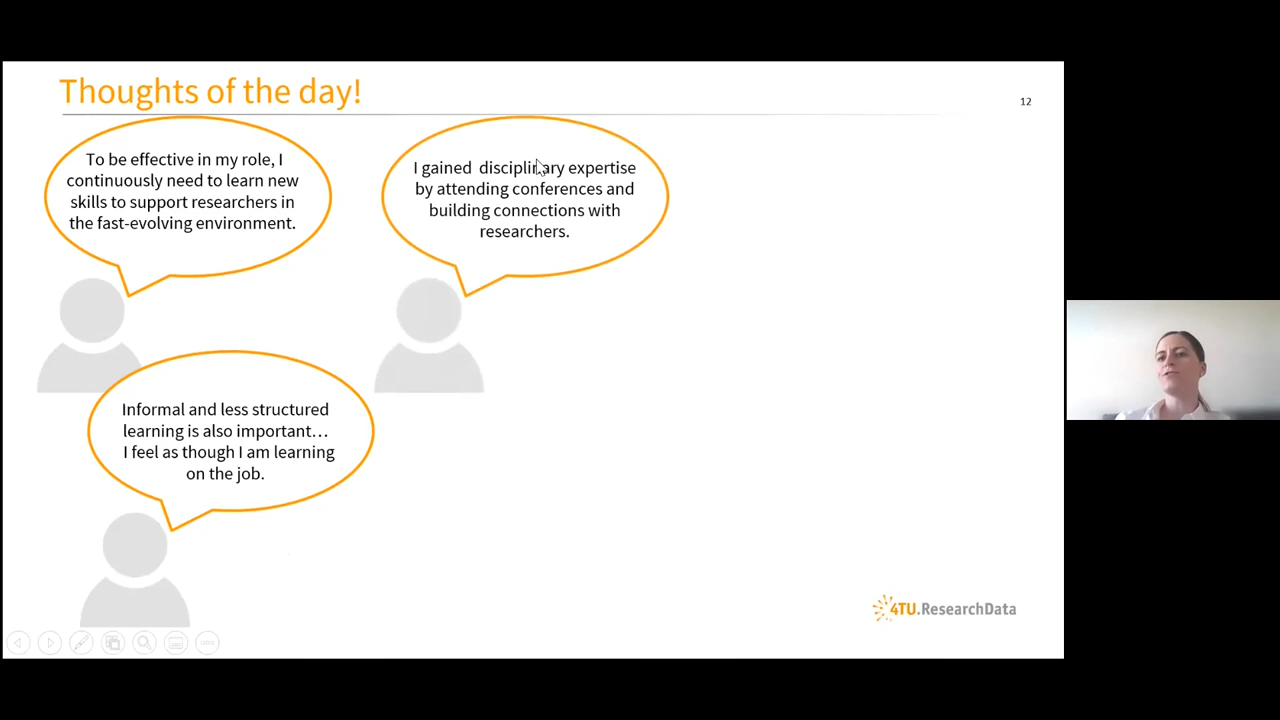 Thoughts of the day!
12
To be effective in my role, I
continuously need to learn new
skills to support researchers in
the fast-evolving environment.
I gained disciplinary expertise
by attending conferences and
building connections with
researchers.
Informal and less structured
learning is also important…
I feel as though I am learning
on the job.
4TU.ResearchData